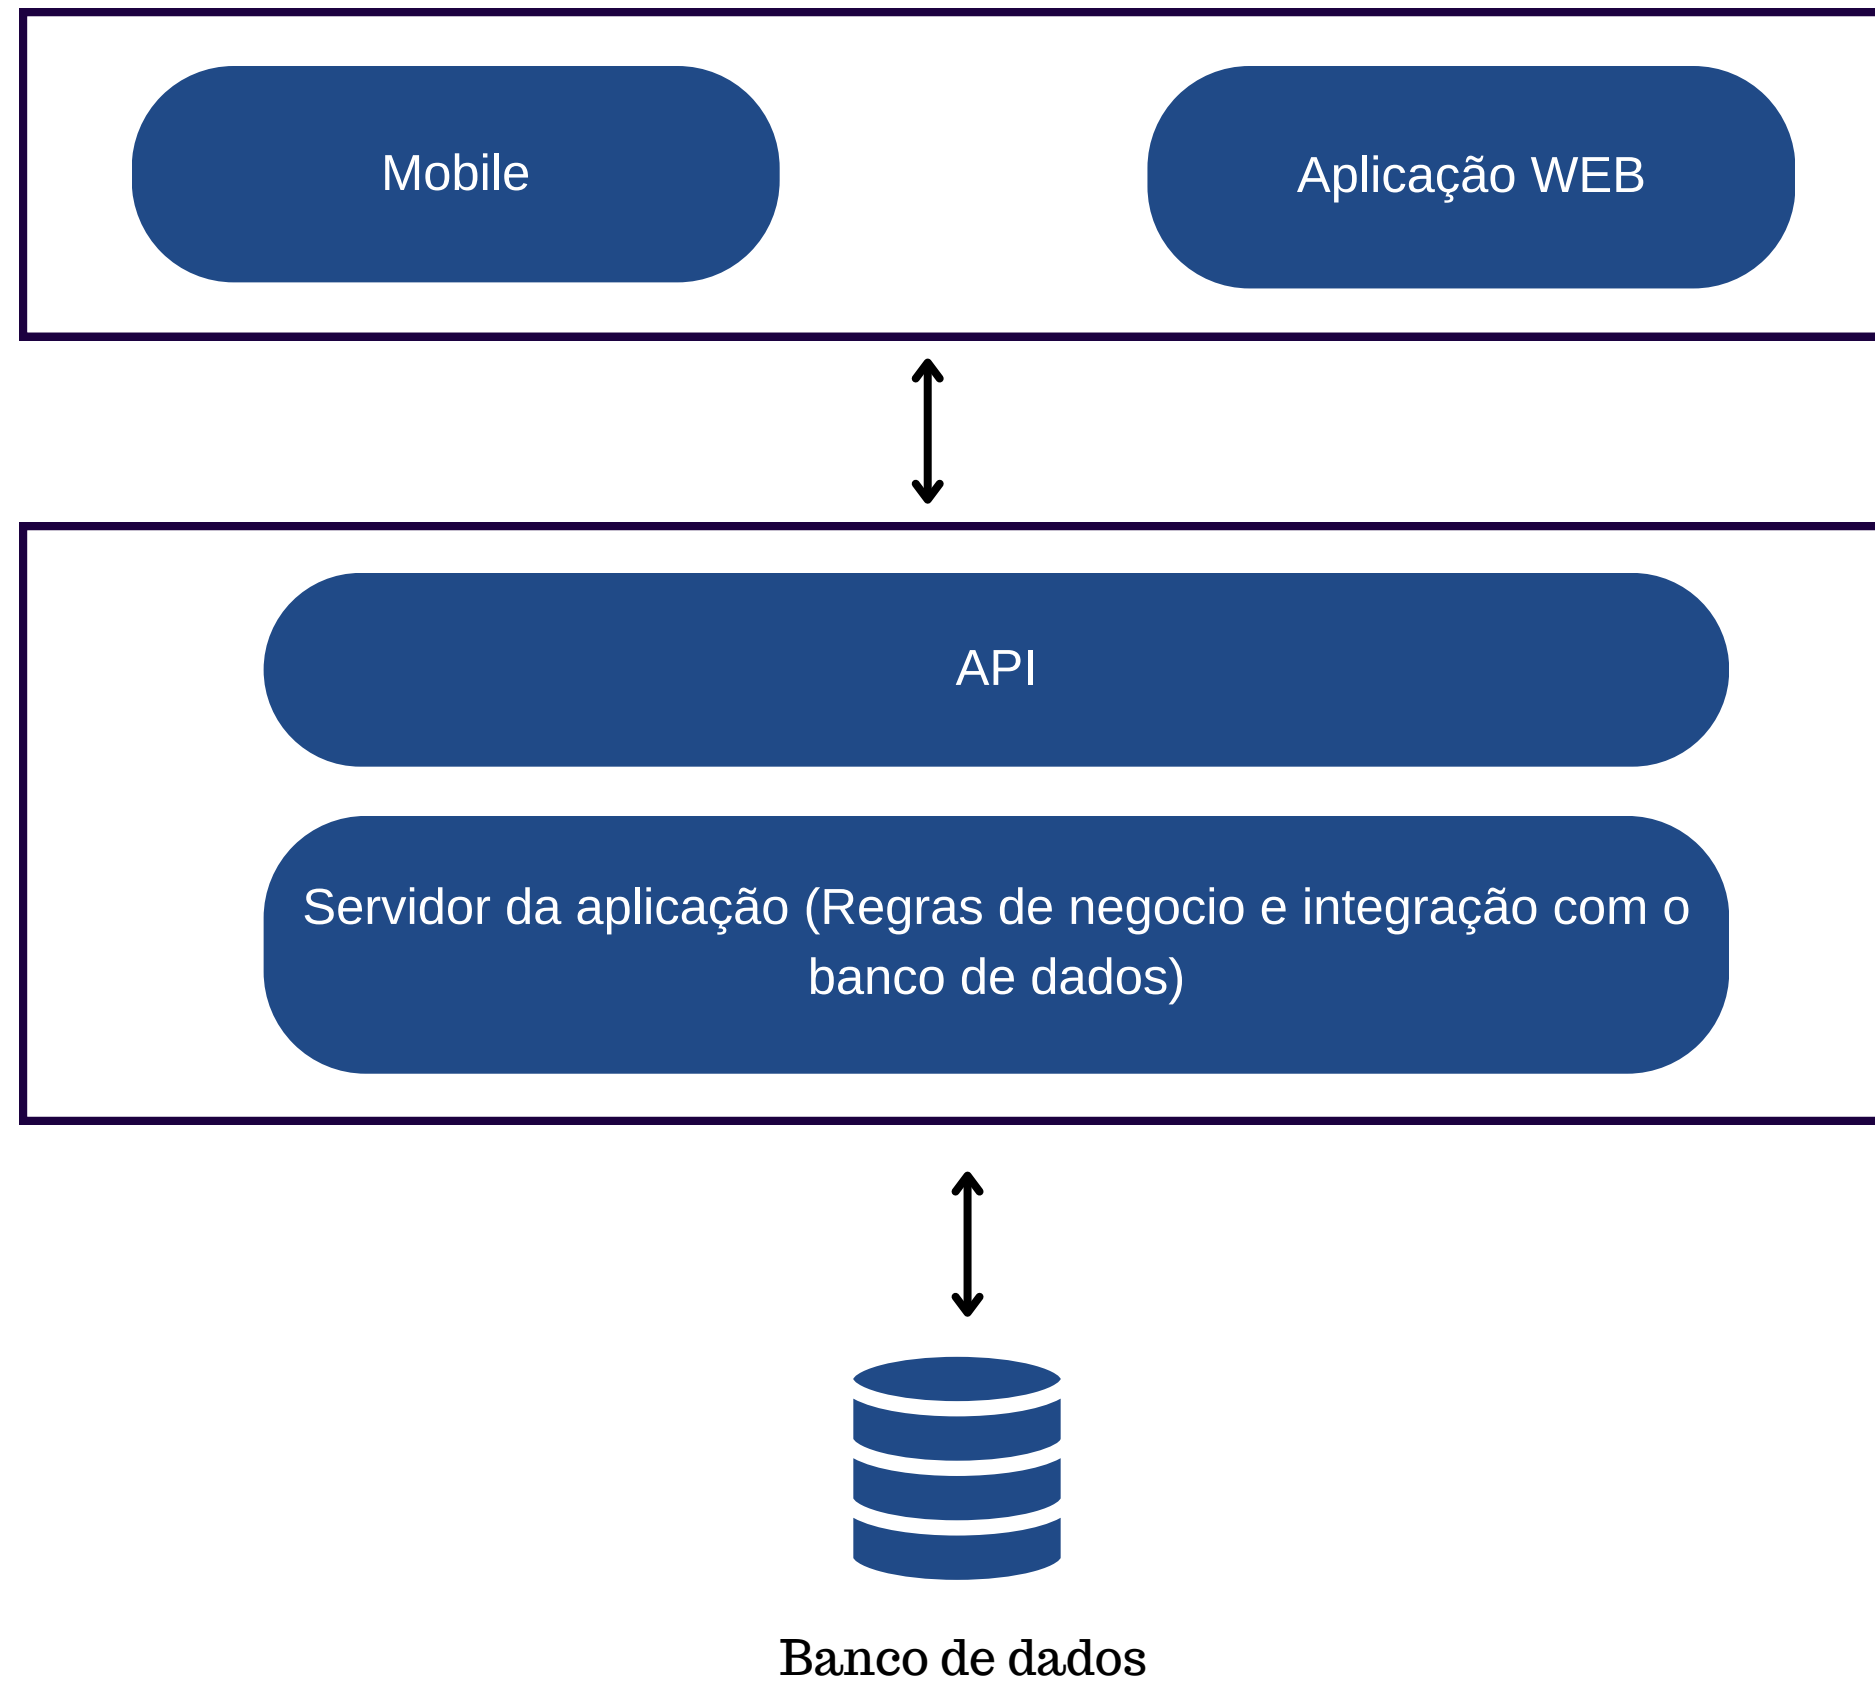 Mobile
Aplicação WEB
API
Servidor da aplicação (Regras de negocio e integração com o
banco de dados)
Banco de dados